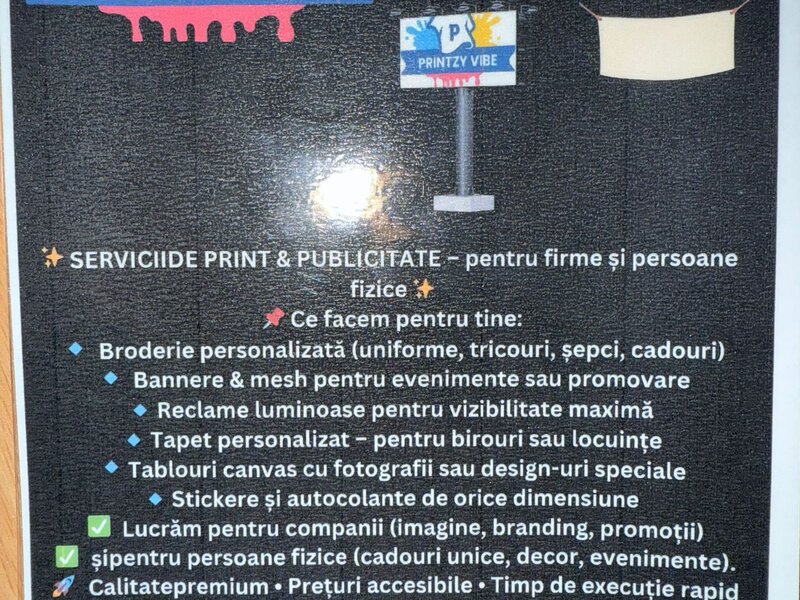 P
PRINTZY VIBE
✨ SERVICIIDE PRINT & PUBLICITATE – pentru firme și persoane
fizice ✨
📌 Ce facem pentru tine:
🔹 Broderie personalizată (uniforme, tricouri, șepci, cadouri)
🔹 Bannere & mesh pentru evenimente sau promovare
🔹 Reclame luminoase pentru vizibilitate maximă
🔹 Tapet personalizat – pentru birouri sau locuințe
🔹 Tablouri canvas cu fotografii sau design-uri speciale
🔹 Stickere și autocolante de orice dimensiune
✅ Lucrăm pentru companii (imagine, branding, promoții)
✅ șipentru persoane fizice (cadouri unice, decor, evenimente).
🚀 Calitatepremium • Prețuri accesibile • Timp de execuție rapid